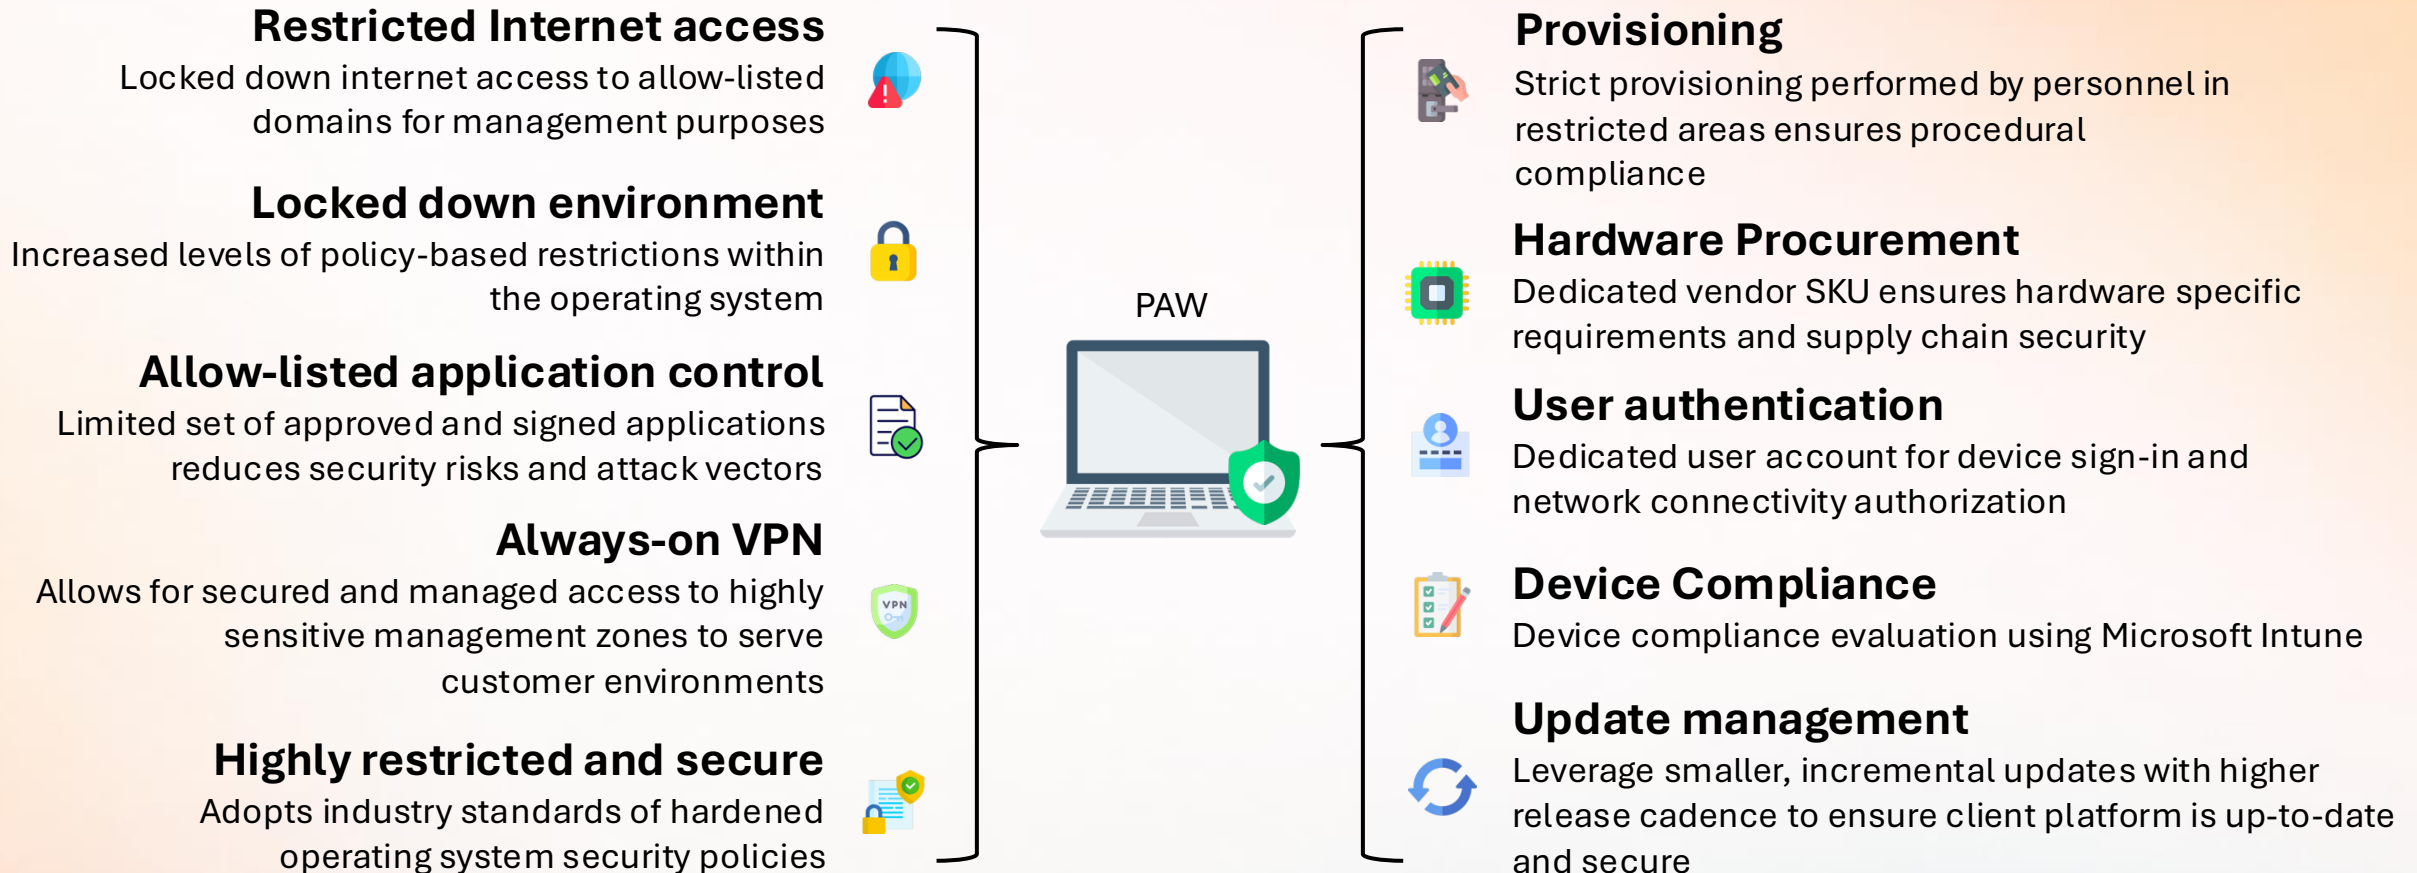 Restricted Internet access
Locked down internet access to allow-listed
domains for management purposes
Locked down environment
Increased levels of policy-based restrictions within
the operating system
Allow-listed application control
Limited set of approved and signed applications
reduces security risks and attack vectors
Always-on VPN
Allows for secured and managed access to highly
sensitive management zones to serve
customer environments
VPN
Highly restricted and secure
Adopts industry standards of hardened
operating system security policies
PAW
Provisioning
Strict provisioning performed by personnel in
restricted areas ensures procedural
compliance
Hardware Procurement
Dedicated vendor SKU ensures hardware specific
requirements and supply chain security
User authentication
Dedicated user account for device sign-in and
network connectivity authorization
Device Compliance
Device compliance evaluation using Microsoft Intune
Update management
Leverage smaller, incremental updates with higher
release cadence to ensure client platform is up-to-date
and secure